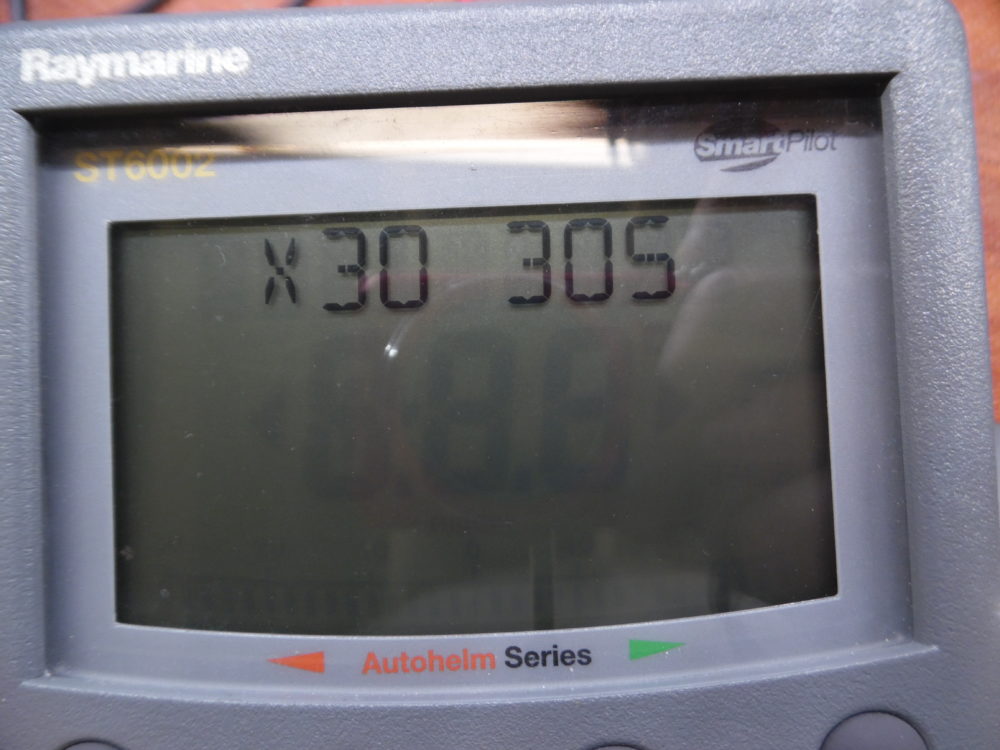 Raymarine
ST6002
SmartPilot
X30 305
Autohelm Series